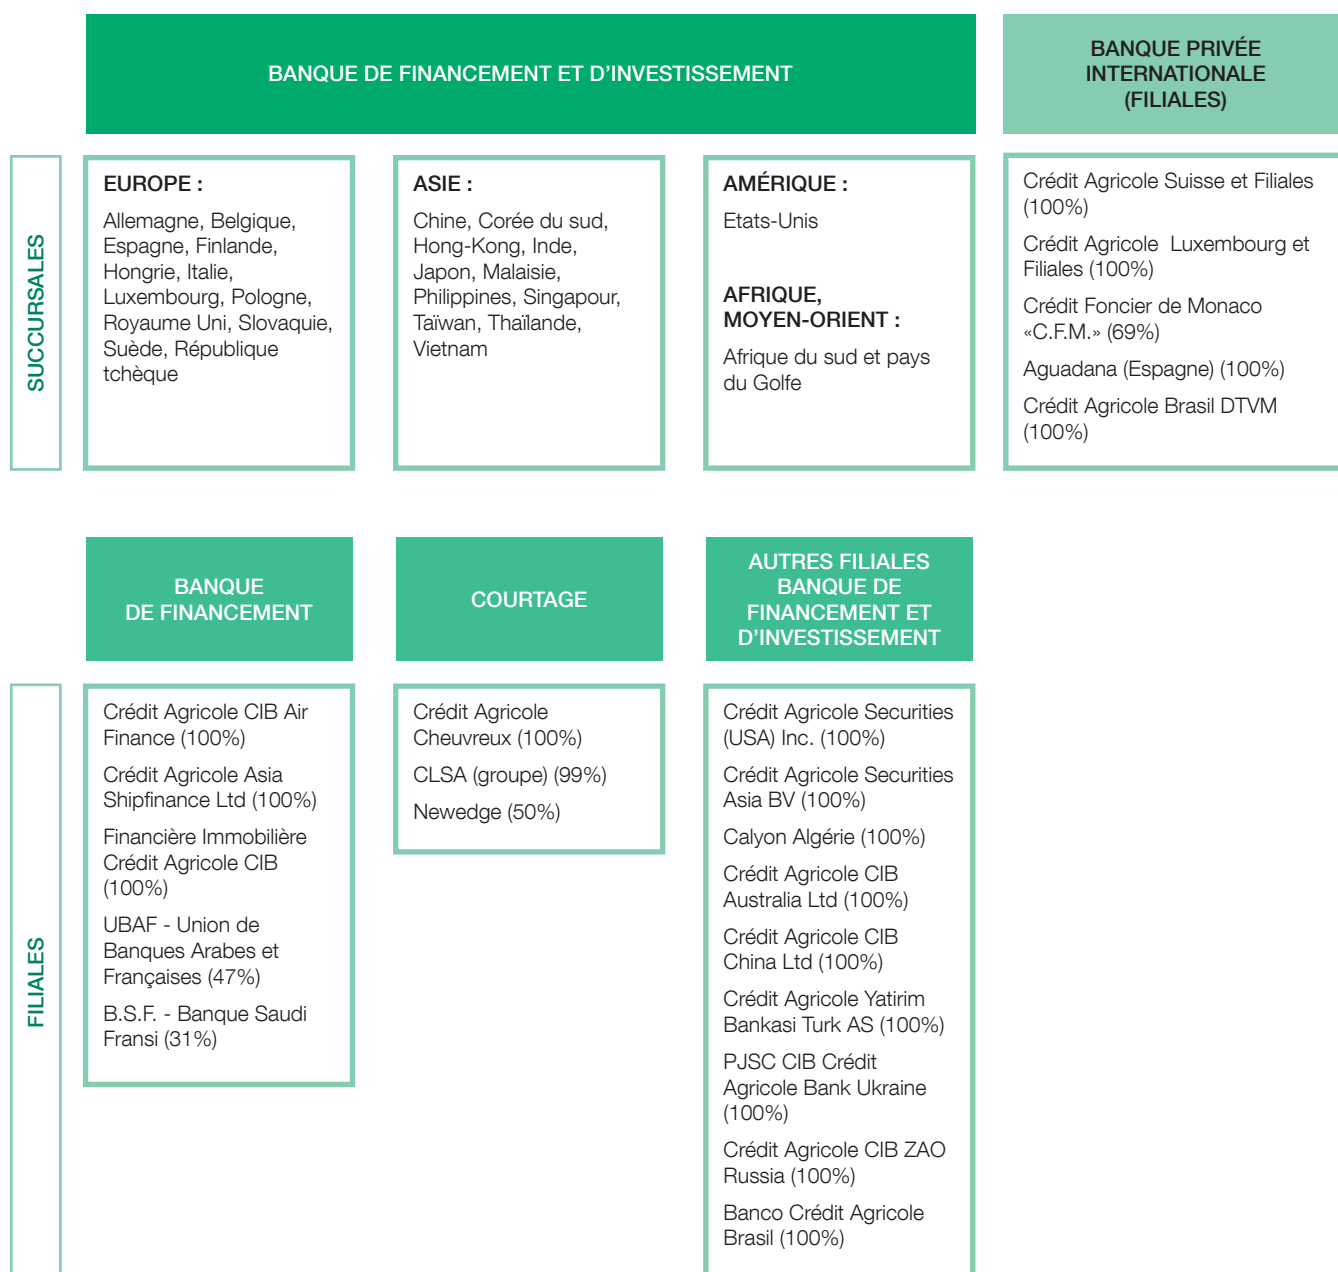 BANQUE DE FINANCEMENT ET D'INVESTISSEMENT
BANQUE PRIVÉE
INTERNATIONALE
(FILIALES)
SUCCURSALES
EUROPE :
Allemagne, Belgique,
Espagne, Finlande,
Hongrie, Italie,
Luxembourg, Pologne,
Royaume Uni, Slovaquie,
Suède, République
tchèque
ASIE :
Chine, Corée du sud,
Hong-Kong, Inde,
Japon, Malaisie,
Philippines, Singapour,
Taïwan, Thaïlande,
Vietnam
AMÉRIQUE :
Etats-Unis
AFRIQUE,
MOYEN-ORIENT :
Afrique du sud et pays
du Golfe
Crédit Agricole Suisse et Filiales
(100%)
Crédit Agricole Luxembourg et
Filiales (100%)
Crédit Foncier de Monaco
«C.F.M.» (69%)
Aguadana (Espagne) (100%)
Crédit Agricole Brasil DTVM
(100%)
BANQUE
DE FINANCEMENT
COURTAGE
AUTRES FILIALES
BANQUE DE
FINANCEMENT ET
D'INVESTISSEMENT
FILIALES
Crédit Agricole CIB Air
Finance (100%)
Crédit Agricole Asia
Shipfinance Ltd (100%)
Financière Immobilière
Crédit Agricole CIB
(100%)
UBAF - Union de
Banques Arabes et
Françaises (47%)
B.S.F. - Banque Saudi
Fransi (31%)
Crédit Agricole
Cheuvreux (100%)
CLSA (groupe) (99%)
Newedge (50%)
Crédit Agricole Securities
(USA) Inc. (100%)
Crédit Agricole Securities
Asia BV (100%)
Calyon Algérie (100%)
Crédit Agricole CIB
Australia Ltd (100%)
Crédit Agricole CIB
China Ltd (100%)
Crédit Agricole Yatirim
Bankasi Turk AS (100%)
PJSC CIB Crédit
Agricole Bank Ukraine
(100%)
Crédit Agricole CIB ZAO
Russia (100%)
Banco Crédit Agricole
Brasil (100%)